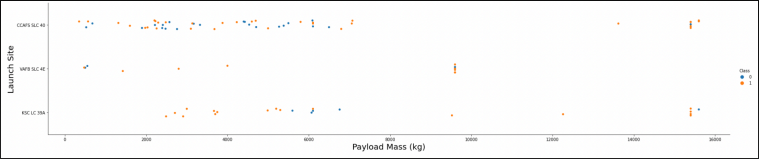 CCAFS SLC 40
Launch Site
VAFB SLC 4E
KSC LC 39A
Class
0
1
0 2000 4000 6000 8000 10000 12000 14000 16000
Payload Mass (kg)